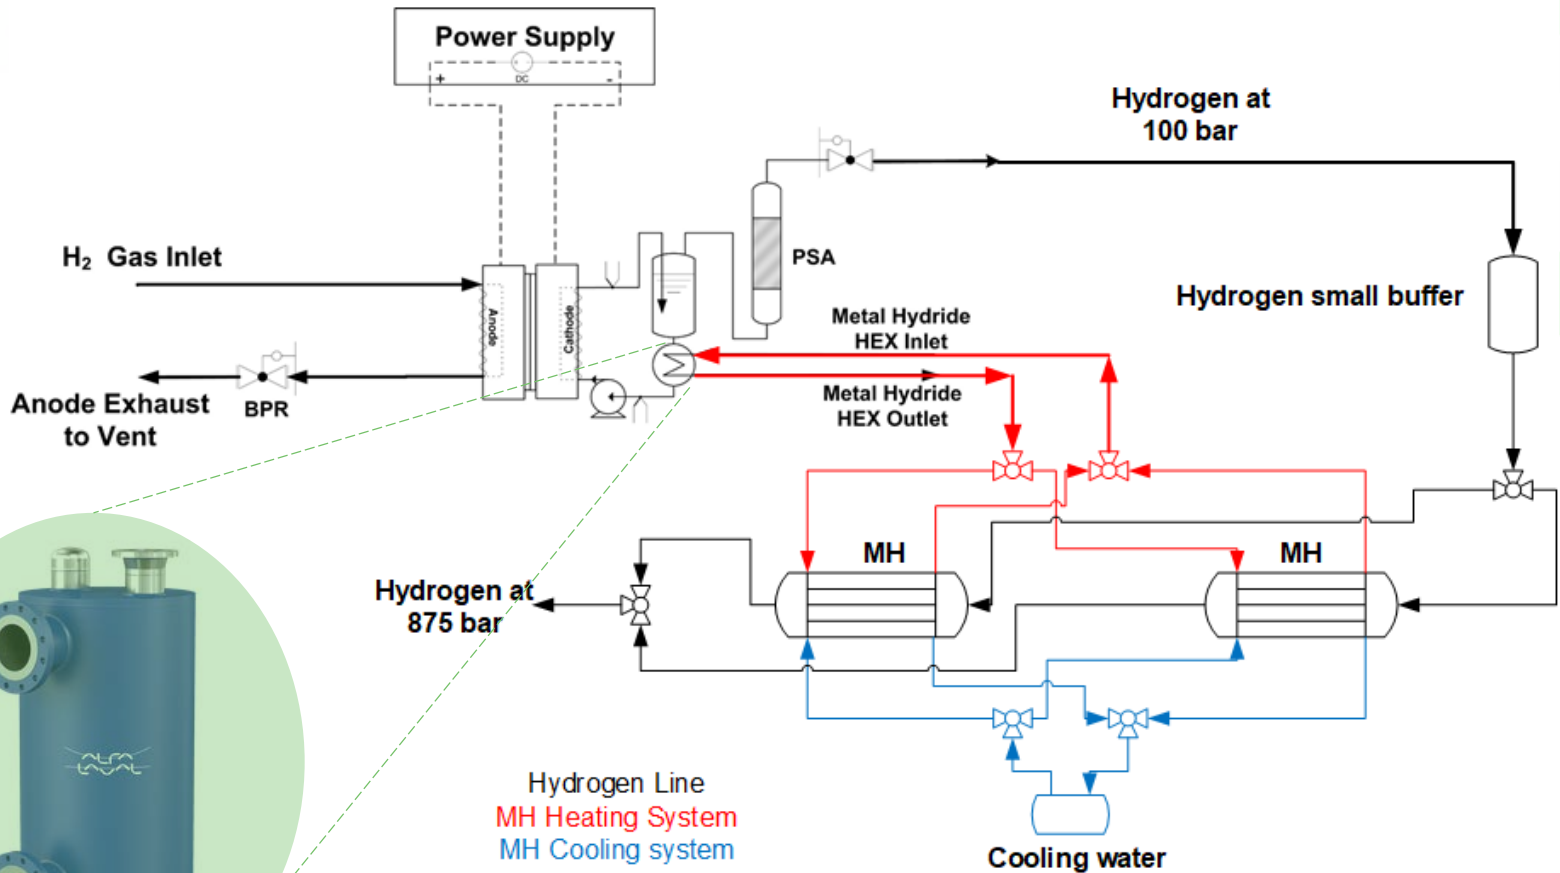 Power Supply
+ DC -
Hydrogen at
100 bar
H₂ Gas Inlet
PSA
Anode
Cathode
Hydrogen small buffer
Metal Hydride
HEX Inlet
Metal Hydride
HEX Outlet
Anode Exhaust
to Vent
BPR
MH
MH
Hydrogen at
875 bar
ALFA
LAVAL
Hydrogen Line
MH Heating System
MH Cooling system
Cooling water